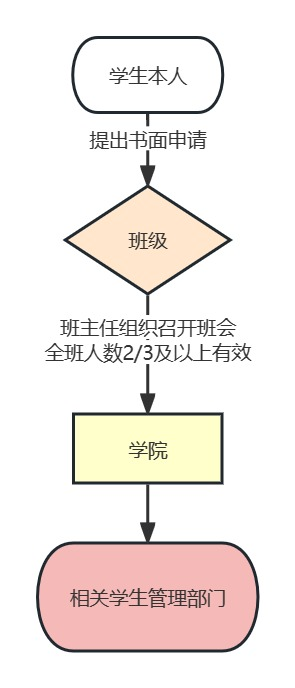 学生本人
提出书面申请
班级
班主任组织召开班会
全班人数2/3及以上有效
学院
相关学生管理部门